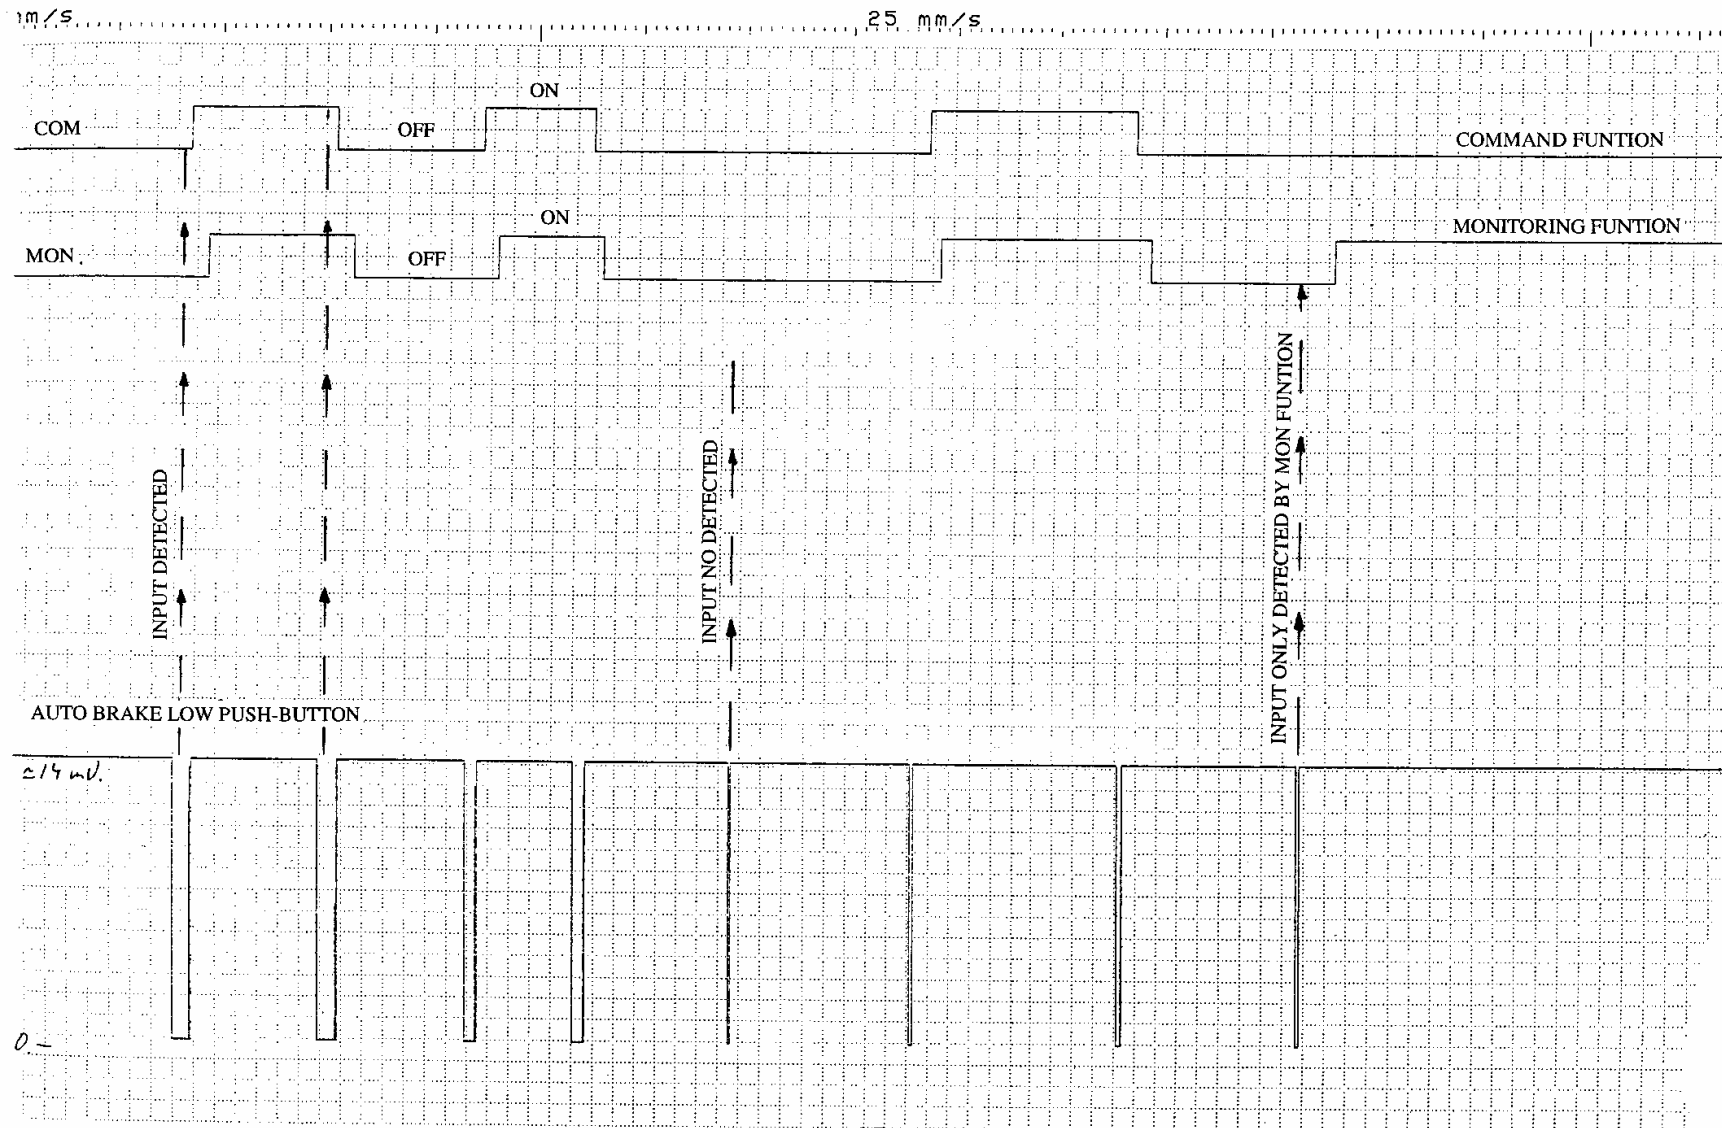 m/s
25 mm/s
ON
COM
OFF
COMMAND FUNTION
ON
MONITORING FUNTION
MON.
OFF
INPUT DETECTED
INPUT NO DETECTED
INPUT ONLY DETECTED BY MON FUNTION
AUTO BRAKE LOW PUSH-BUTTON
≃14 mV.
0 –